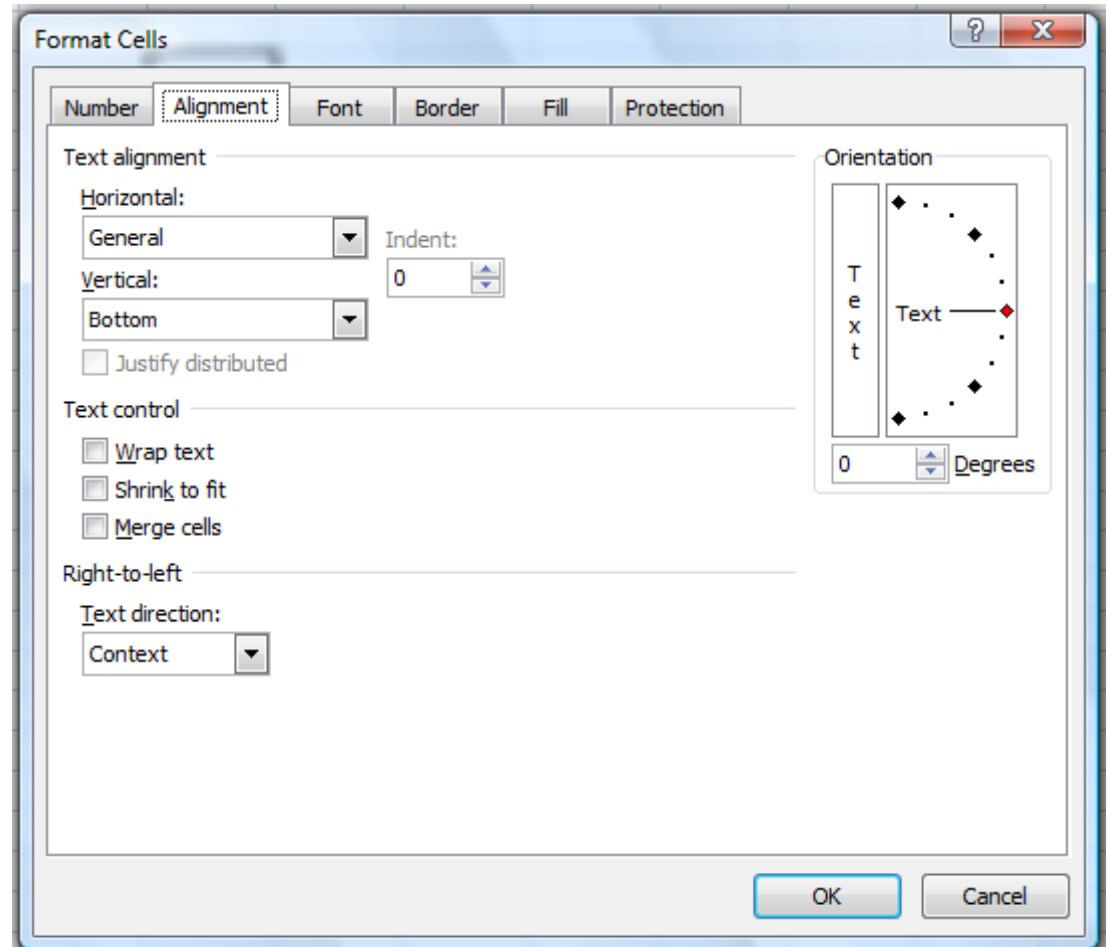 Format Cells
Number Alignment Font Border Fill Protection
Text alignment
Horizontal:
General
Indent:
0
Vertical:
Bottom
Justify distributed
Text control
Wrap text
Shrink to fit
Merge cells
Right-to-left
Text direction:
Context
Orientation
T
e
x
t
Text
0 Degrees
OK Cancel